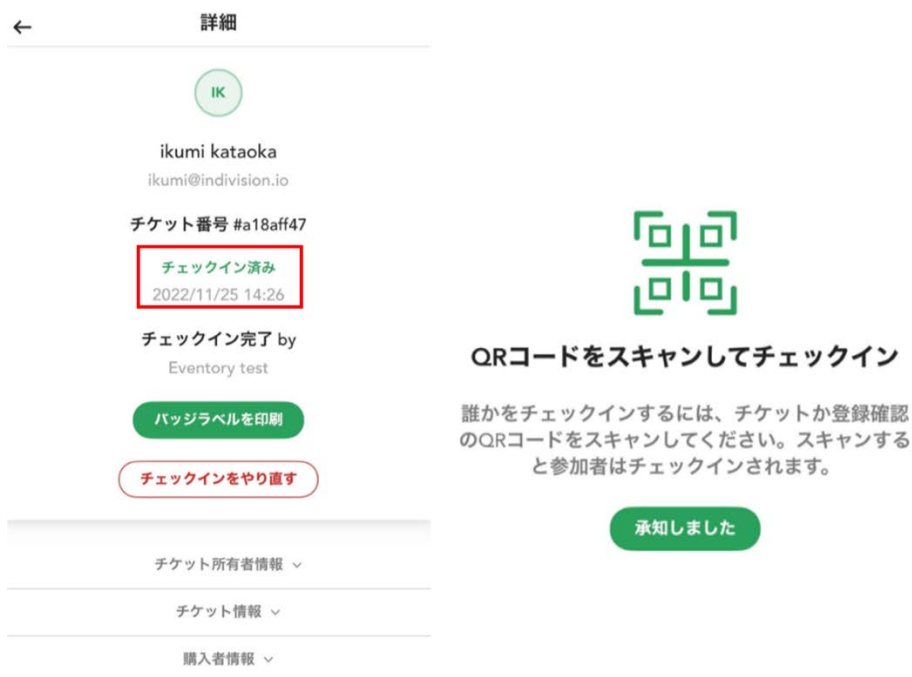 詳細
IK
ikumi kataoka
ikumi@indivision.io
チケット番号 #a18aff47
チェックイン済み
2022/11/25 14:26
チェックイン完了 by
Eventory test
バッジラベルを印刷
チェックインをやり直す
チケット所有者情報
チケット情報
購入者情報
QRコードをスキャンしてチェックイン
誰かをチェックインするには、チケットか登録確認
のQRコードをスキャンしてください。スキャンする
と参加者はチェックインされます。
承知しました